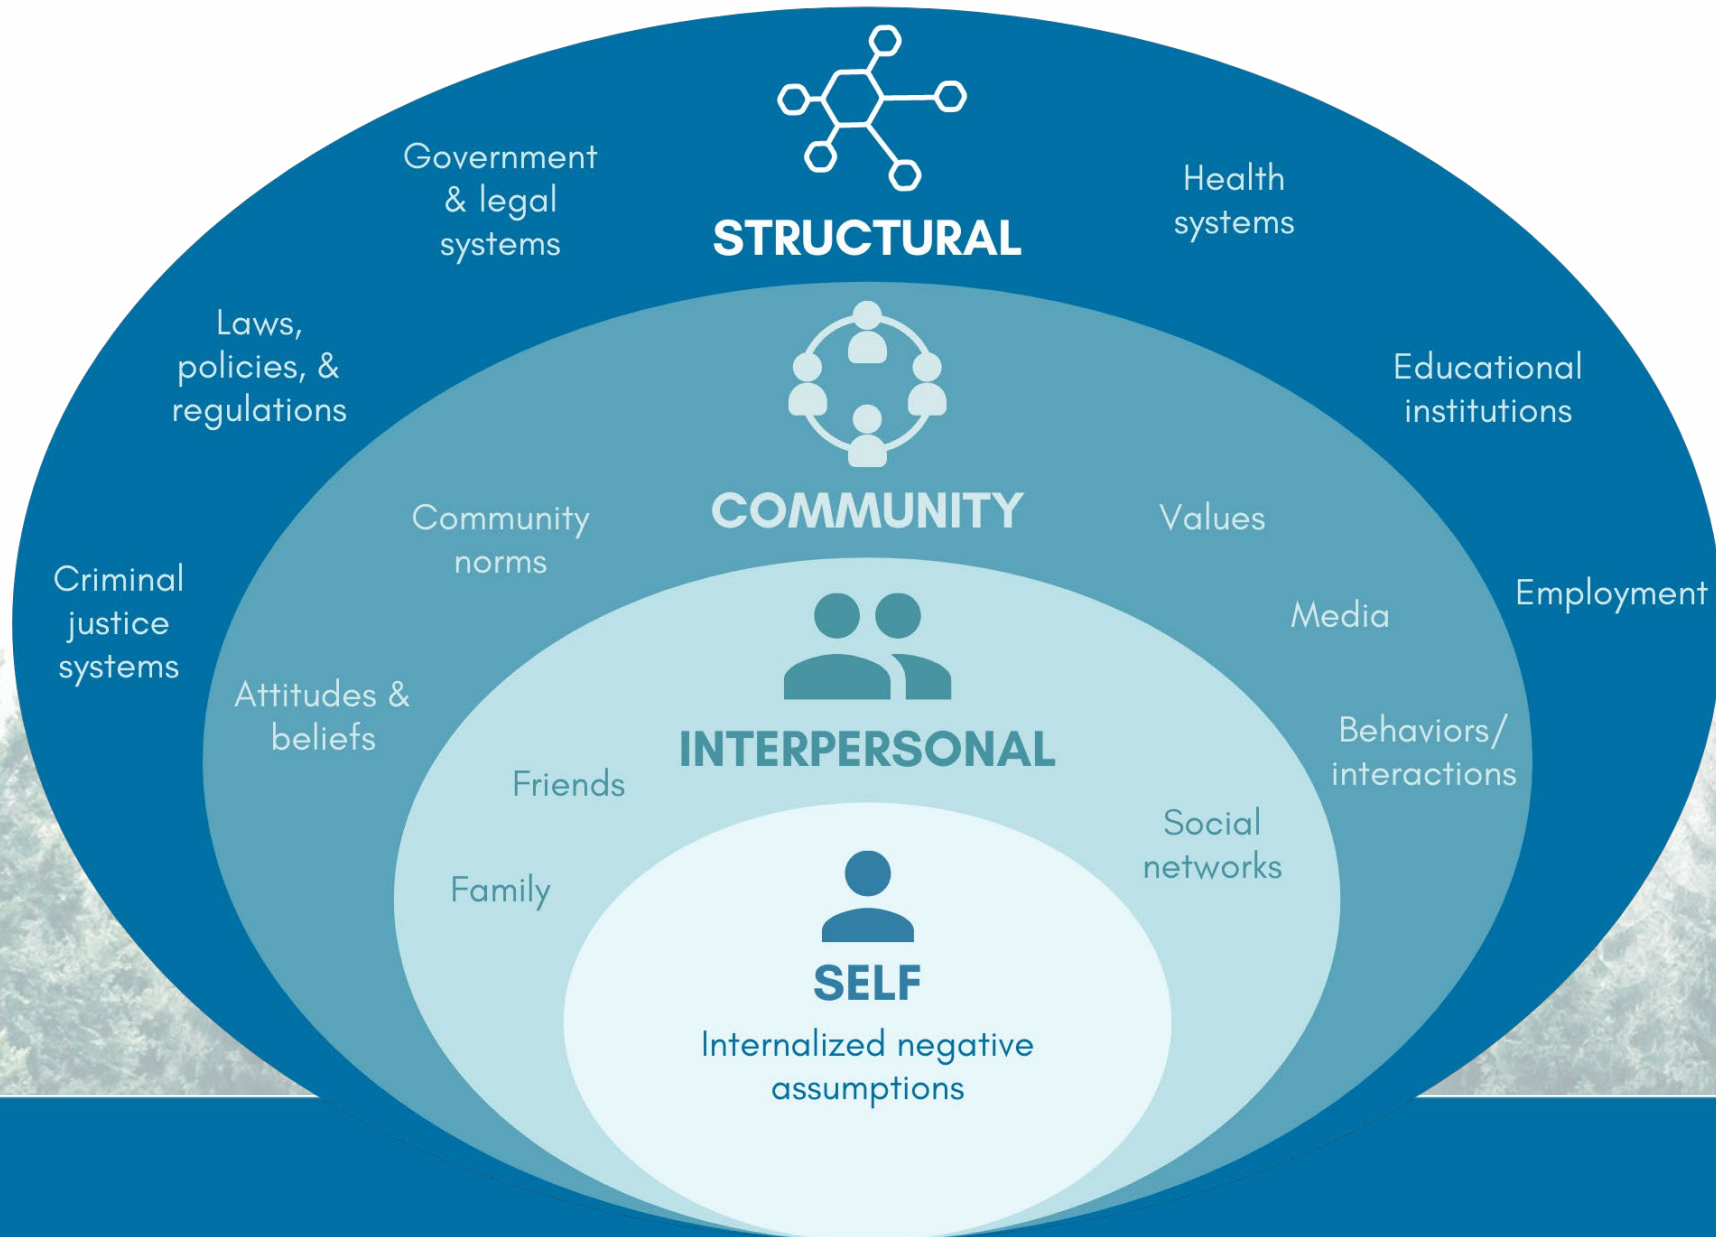 Government
& legal
systems
Health
systems
STRUCTURAL
Laws,
policies, &
regulations
Educational
institutions
Community
norms
COMMUNITY
Values
Criminal
justice
systems
Employment
Media
Attitudes &
beliefs
Behaviors/
interactions
INTERPERSONAL
Friends
Social
networks
Family
SELF
Internalized negative
assumptions